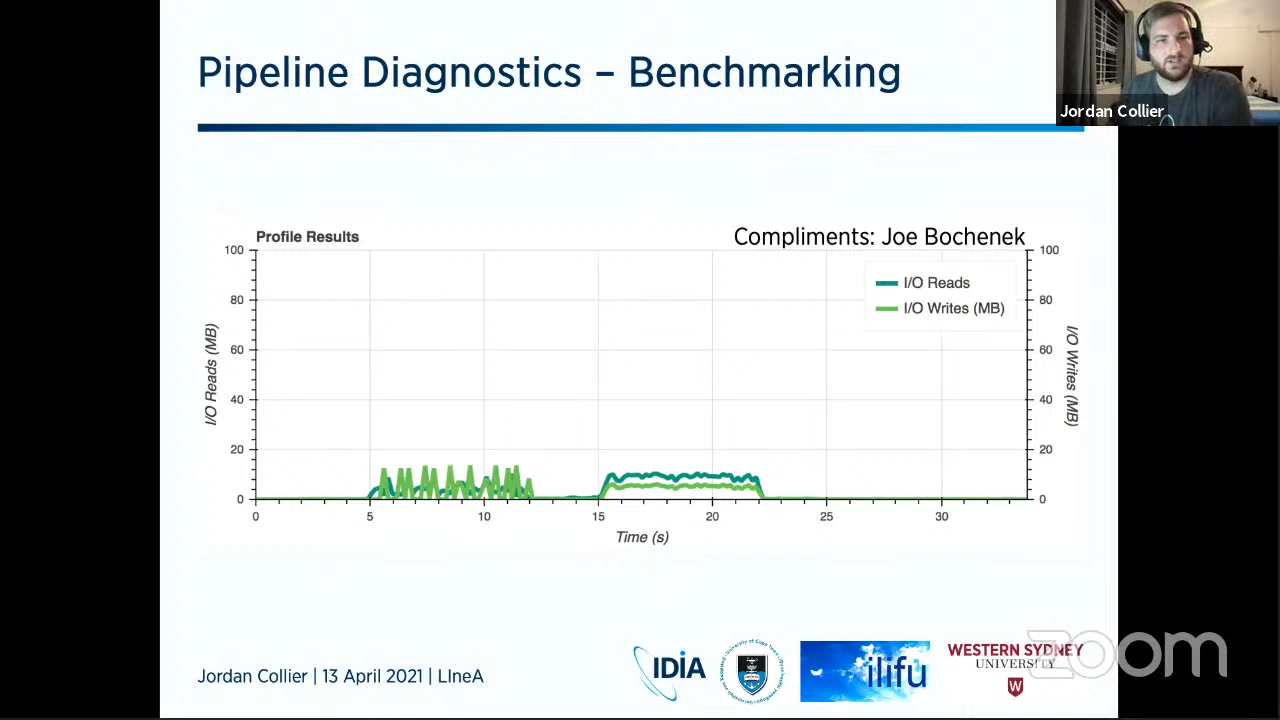 Pipeline Diagnostics – Benchmarking
Jordan Collier
Profile Results
Compliments: Joe Bochenek
100
80
60
40
20
0
I/O Reads (MB)
I/O Reads
I/O Writes (MB)
100
80
60
40
20
0
I/O Writes (MB)
0 5 10 15 20 25 30
Time (s)
Jordan Collier | 13 April 2021 | LIneA
IDIA
ilifu
WESTERN SYDNEY
UNIVERSITY
W
zoom